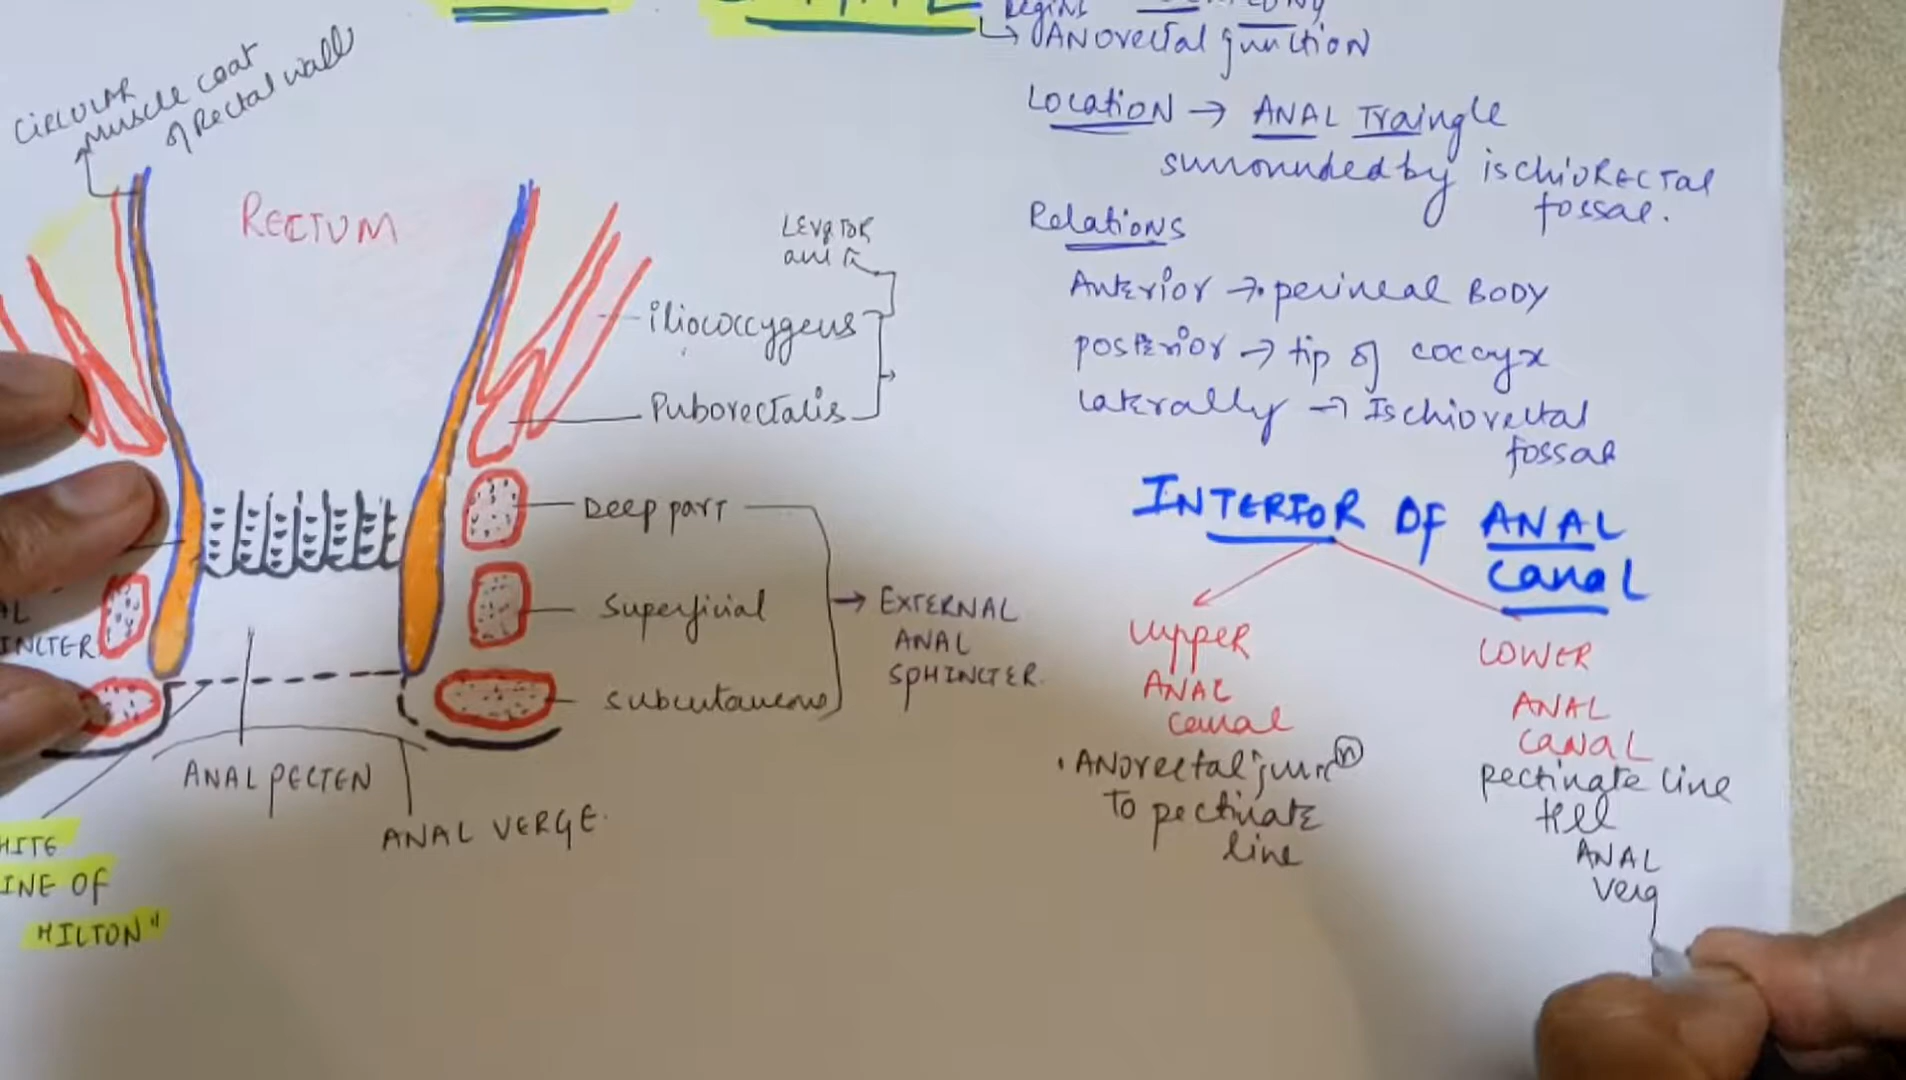 ANorectal junction
CiRCULAR
Muscle coat
of Rectal wall
LOCATION → ANAL TRaingle
surrounded by ischiORECTal
fossae.
RECTUM
Relations
LEVATOR
ani
Anterior → perineal BODY
iliococcygeus
posterior → tip of coccyx
Puborectalis
laterally → Ischiorectal
fossae
INTERIOR OF ANAL
canal
Deep part
Superficial
→ EXTERNAL
ANAL
SPHINCTER.
INCTER
subcutaneous
UppeR
ANAL
canal
· ANorectal junc(n)
To pectinate
line
LOWER
ANAL
CANAL
pectinate line
till
ANAL
verg
ANAL PECTEN
ANAL VERGE.
HITE
INE OF
HILTON"